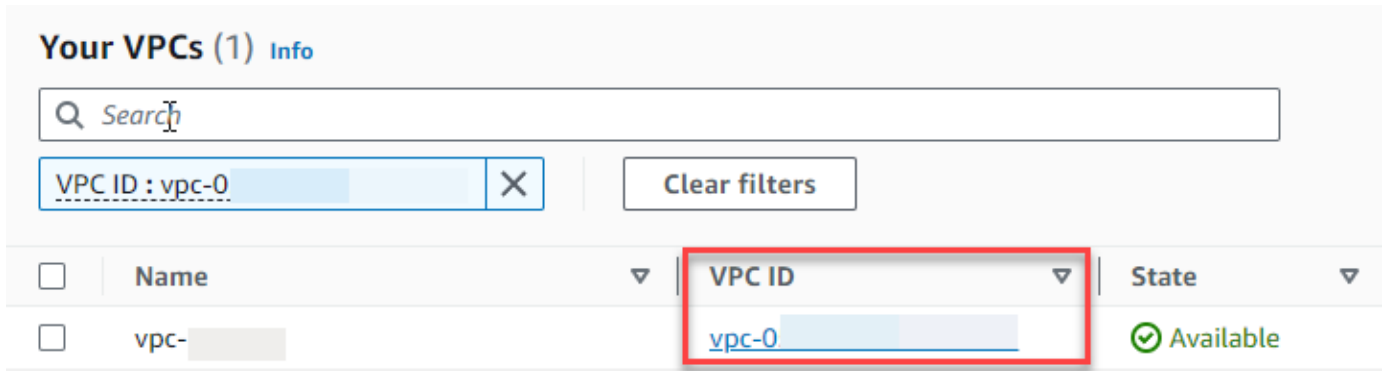 Your VPCs (1) Info
Search
VPC ID : vpc-0
Clear filters
Name VPC ID State
vpc- vpc-0 Available